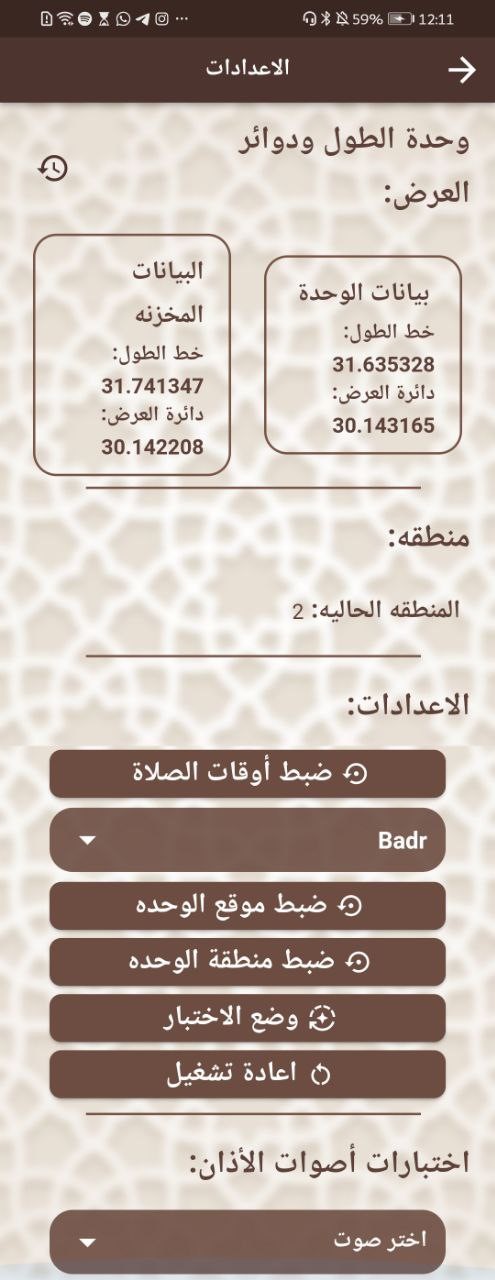 59% 12:11
الاعدادات
وحدة الطول ودوائر
العرض:
بيانات الوحدة
خط الطول:
31.635328
دائرة العرض:
30.143165
البيانات
المخزنه
خط الطول:
31.741347
دائرة العرض:
30.142208
منطقه:
المنطقه الحاليه: 2
الاعدادات:
ضبط أوقات الصلاة
Badr
ضبط موقع الوحده
ضبط منطقة الوحده
وضع الاختبار
اعادة تشغيل
اختبارات أصوات الأذان:
اختر صوت